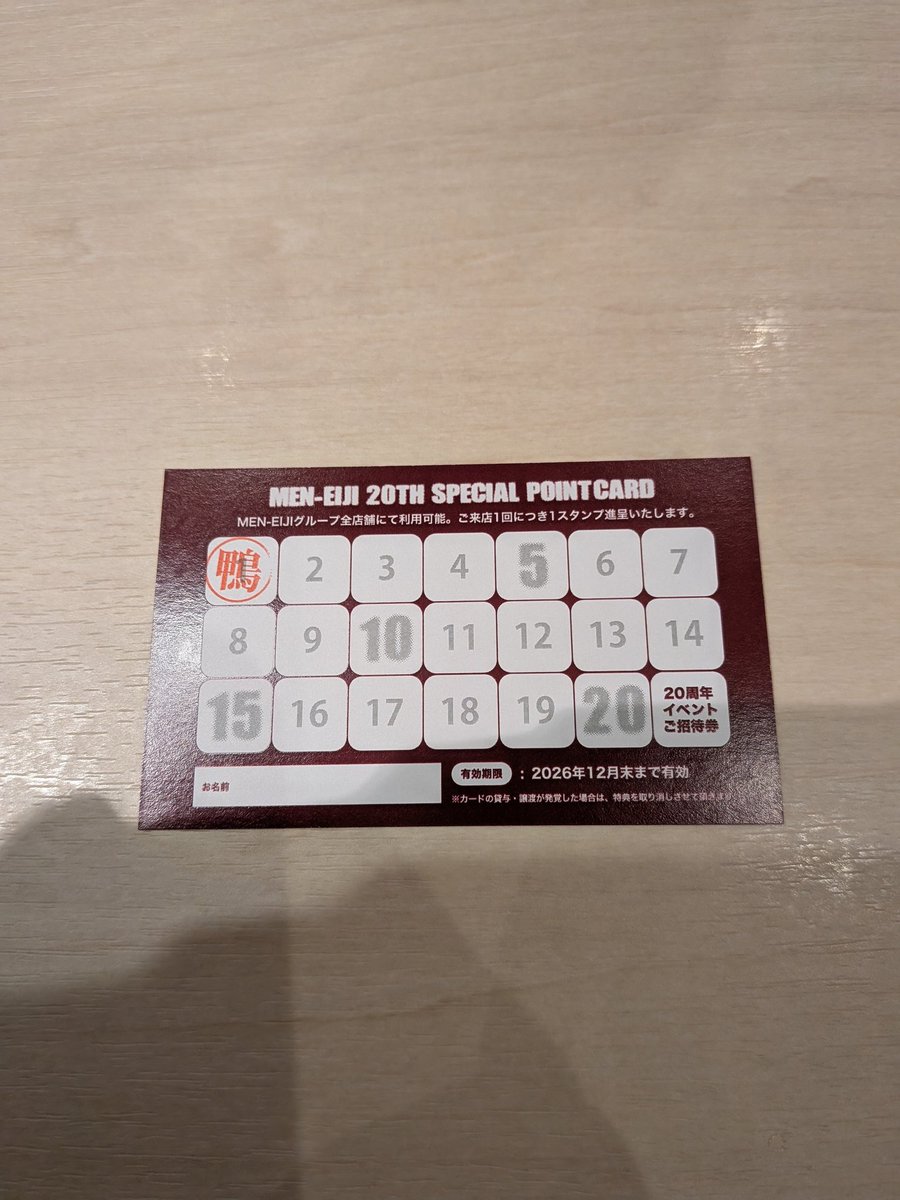 MEN-EIJI 20TH SPECIAL POINT CARD
MEN-EIJIグループ全店舗にて利用可能。ご来店1回につき1スタンプ進呈いたします。
鴨 1 2 3 4 5 6 7
8 9 10 11 12 13 14
15 16 17 18 19 20 20周年
イベント
ご招待券
お名前
有効期限 : 2026年12月末まで有効
※カードの貸与・譲渡が発覚した場合は、特典を取り消しさせて頂きます